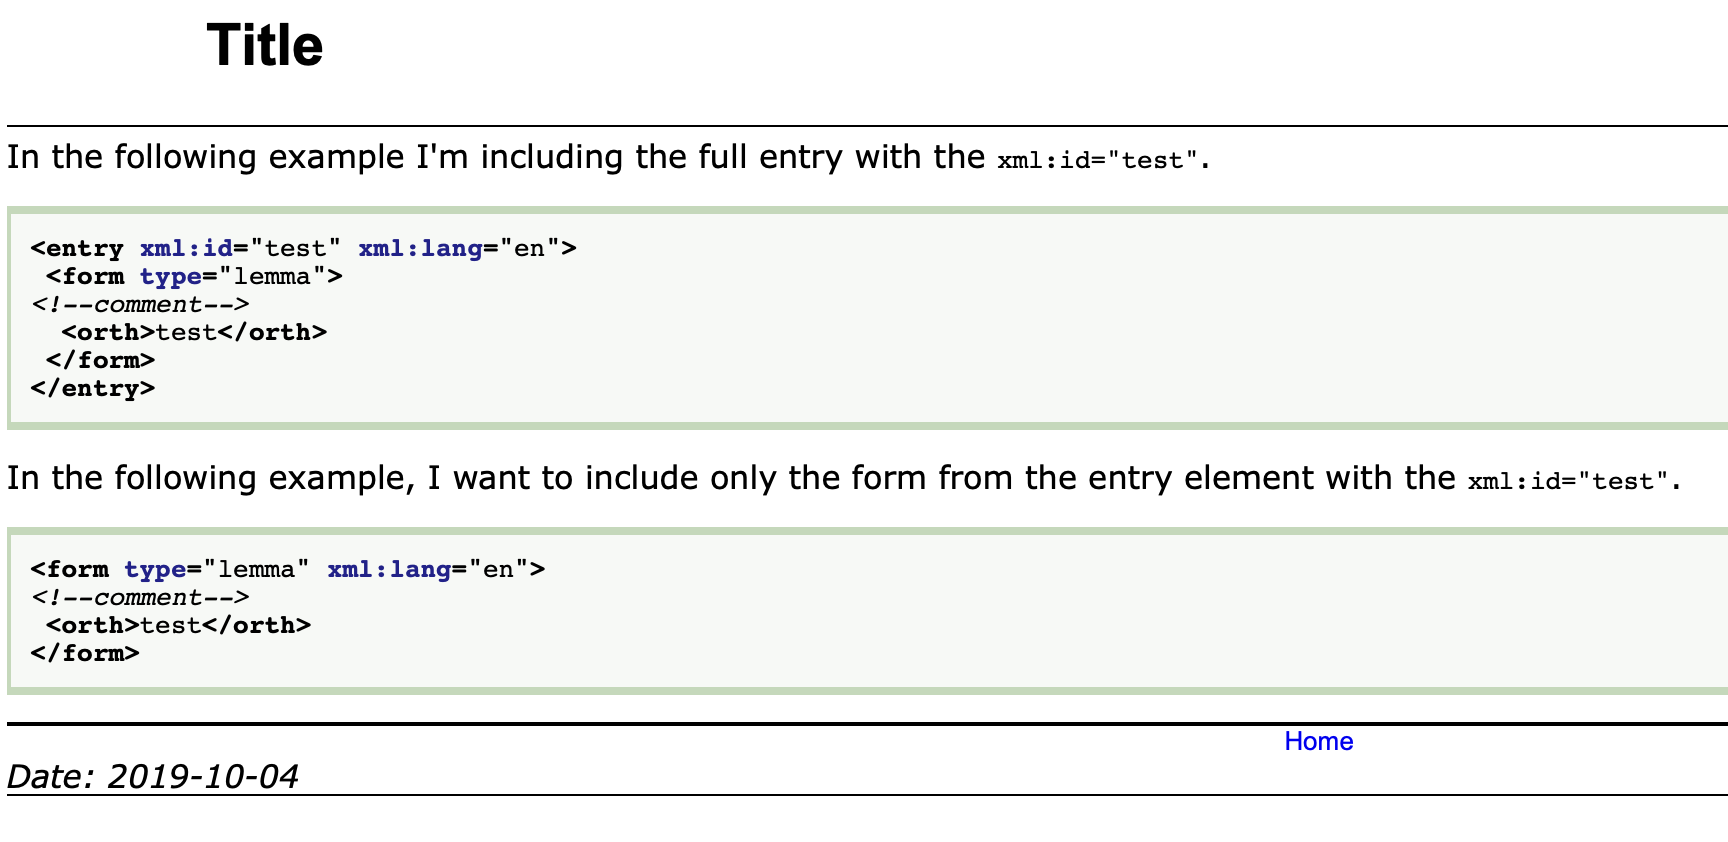 Title
In the following example I'm including the full entry with the xml:id="test".
<entry xml:id="test" xml:lang="en">
 <form type="lemma">
<!--comment-->
  <orth>test</orth>
 </form>
</entry>
In the following example, I want to include only the form from the entry element with the xml:id="test".
<form type="lemma" xml:lang="en">
<!--comment-->
 <orth>test</orth>
</form>
Home
Date: 2019-10-04